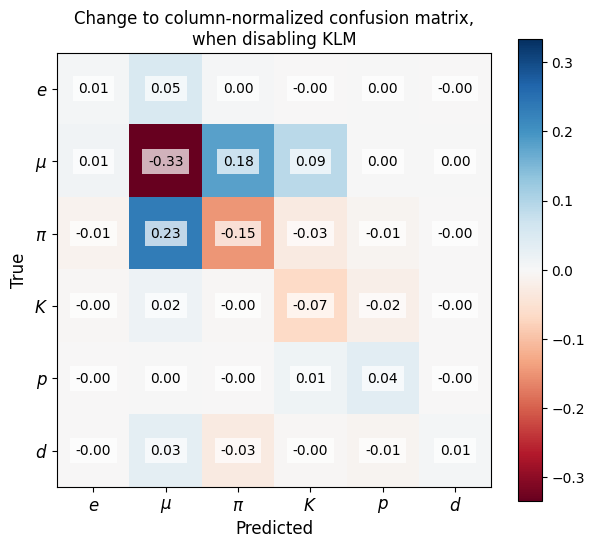 Change to column-normalized confusion matrix,
when disabling KLM
e 0.01 0.05 0.00 -0.00 0.00 -0.00
μ 0.01 -0.33 0.18 0.09 0.00 0.00
π -0.01 0.23 -0.15 -0.03 -0.01 -0.00
K -0.00 0.02 -0.00 -0.07 -0.02 -0.00
p -0.00 0.00 -0.00 0.01 0.04 -0.00
d -0.00 0.03 -0.03 -0.00 -0.01 0.01
e μ π K p d
Predicted
True
0.3
0.2
0.1
0.0
−0.1
−0.2
−0.3